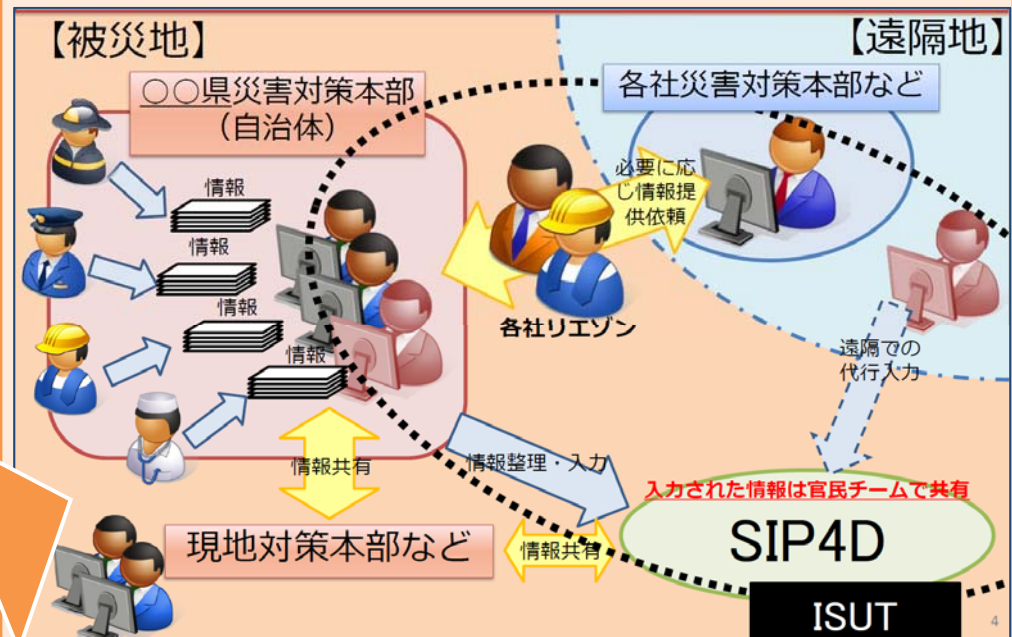 【被災地】
【遠隔地】
○○県災害対策本部
（自治体）
各社災害対策本部など
情報
情報
情報
情報
必要に応
じ情報提
供依頼
各社リエゾン
遠隔での
代行入力
情報共有
情報整理・入力
入力された情報は官民チームで共有
SIP4D
現地対策本部など
情報共有
ISUT
4